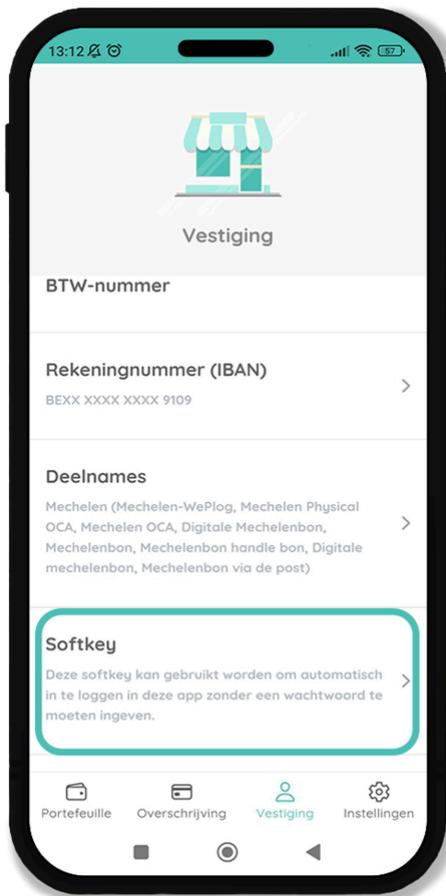 13:12
57
Vestiging
BTW-nummer
Rekeningnummer (IBAN)
BEXX XXXX XXXX 9109
Deelnames
Mechelen (Mechelen-WePlog, Mechelen Physical
OCA, Mechelen OCA, Digitale Mechelenbon,
Mechelenbon, Mechelenbon handle bon, Digitale
mechelenbon, Mechelenbon via de post)
Softkey
Deze softkey kan gebruikt worden om automatisch
in te loggen in deze app zonder een wachtwoord te
moeten ingeven.
Portefeuille Overschrijving Vestiging Instellingen